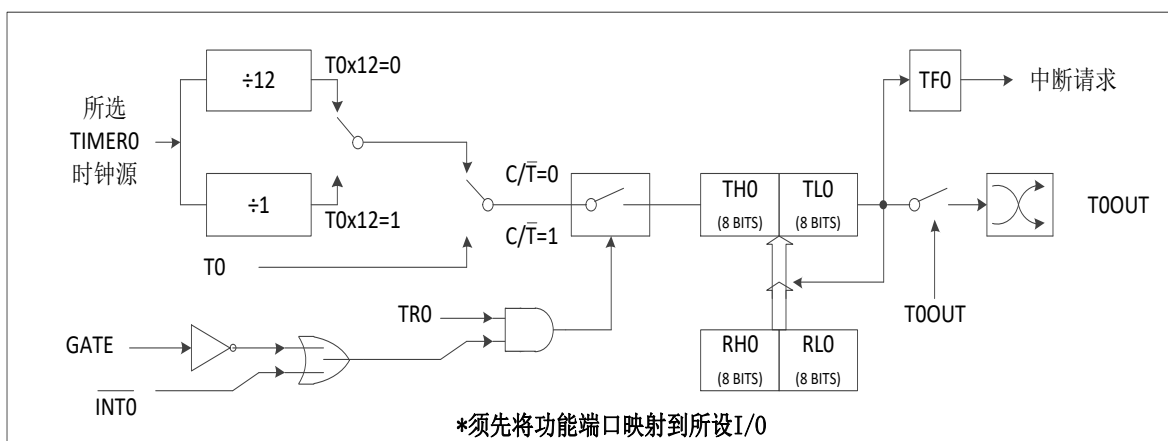 ÷12
T0x12=0
所选
TIMER0
时钟源
÷1
T0x12=1
C/T̅=0
C/T̅=1
T0
TH0
(8 BITS)
TL0
(8 BITS)
TF0
中断请求
T0OUT
T0OUT
TR0
GATE
I̅N̅T̅0̅
RH0
(8 BITS)
RL0
(8 BITS)
*须先将功能端口映射到所设I/0